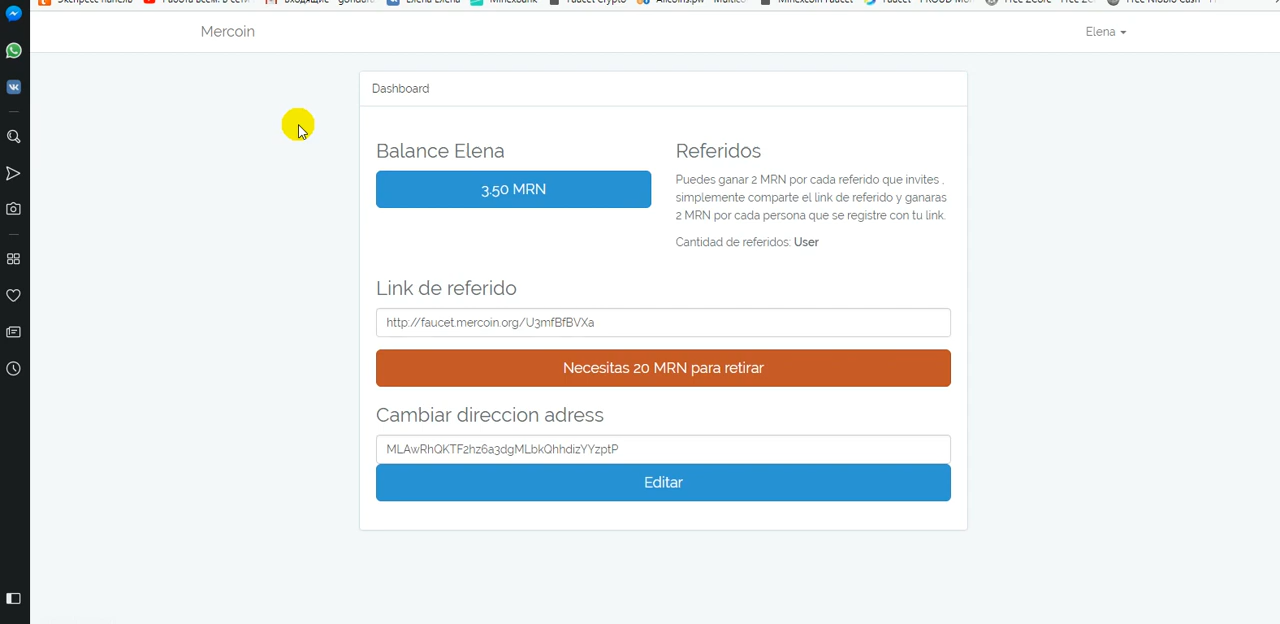 Mercoin
Elena
Dashboard
Balance Elena
3.50 MRN
Referidos
Puedes ganar 2 MRN por cada referido que invites ,
simplemente comparte el link de referido y ganaras
2 MRN por cada persona que se registre con tu link.
Cantidad de referidos: User
Link de referido
http://faucet.mercoin.org/U3mfBfBVXa
Necesitas 20 MRN para retirar
Cambiar direccion adress
MLAwRhQKTF2hz6a3dgMLbkQhhdizYYzptP
Editar